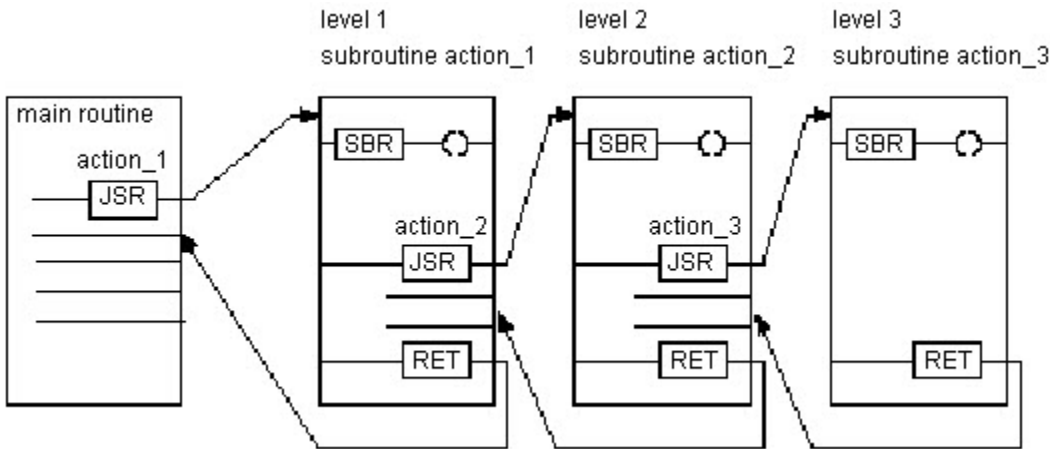 level 1
subroutine action_1
level 2
subroutine action_2
level 3
subroutine action_3
main routine
action_1
JSR
SBR
action_2
JSR
RET
SBR
action_3
JSR
RET
SBR
RET